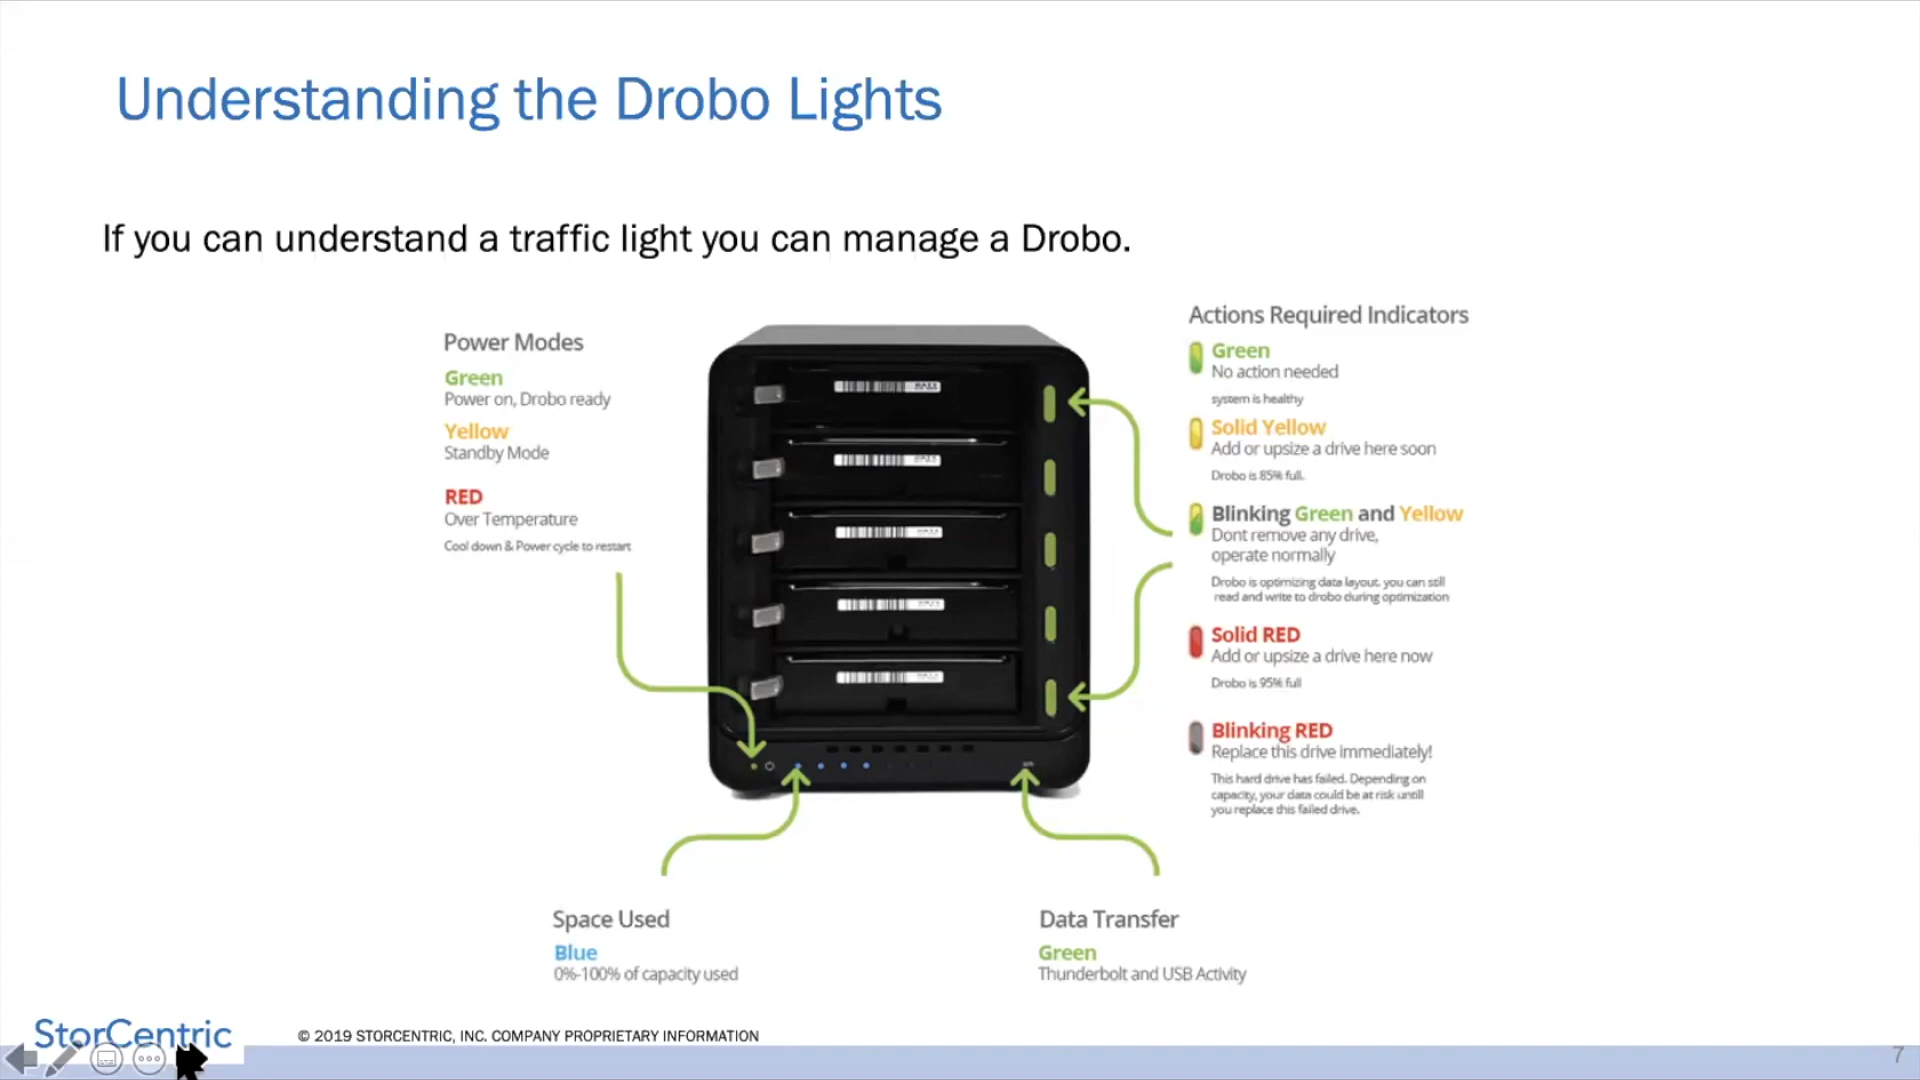 Understanding the Drobo Lights
If you can understand a traffic light you can manage a Drobo.
Power Modes
Green
Power on, Drobo ready
Yellow
Standby Mode
RED
Over Temperature
Cool down & Power cycle to restart
Actions Required Indicators
Green
No action needed
system is healthy
Solid Yellow
Add or upsize a drive here soon
Drobo is 85% full.
Blinking Green and Yellow
Dont remove any drive,
operate normally
Drobo is optimizing data layout. you can still
read and write to drobo during optimization
Solid RED
Add or upsize a drive here now
Drobo is 95% full
Blinking RED
Replace this drive immediately!
This hard drive has failed. Depending on
capacity, your data could be at risk untill
you replace this failed drive.
Space Used
Blue
0%-100% of capacity used
Data Transfer
Green
Thunderbolt and USB Activity
StorCentric
© 2019 STORCENTRIC, INC. COMPANY PROPRIETARY INFORMATION
7